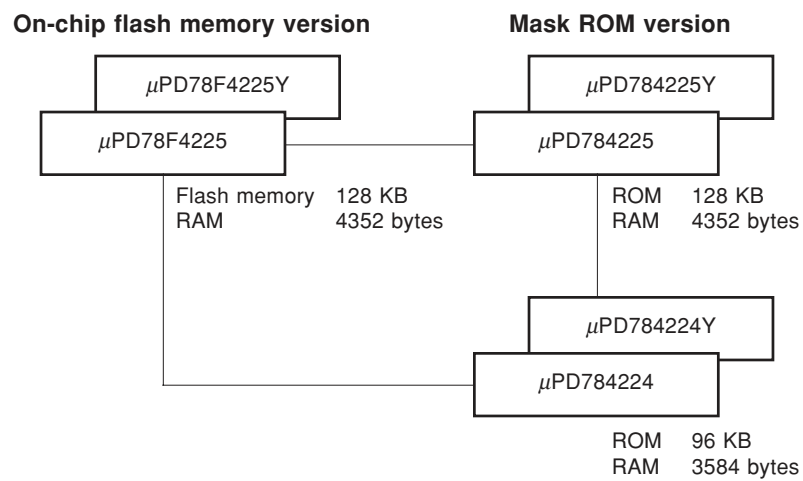 On-chip flash memory version
Mask ROM version
μPD78F4225Y
μPD784225Y
μPD78F4225
μPD784225
Flash memory 128 KB
RAM 4352 bytes
ROM 128 KB
RAM 4352 bytes
μPD784224Y
μPD784224
ROM 96 KB
RAM 3584 bytes